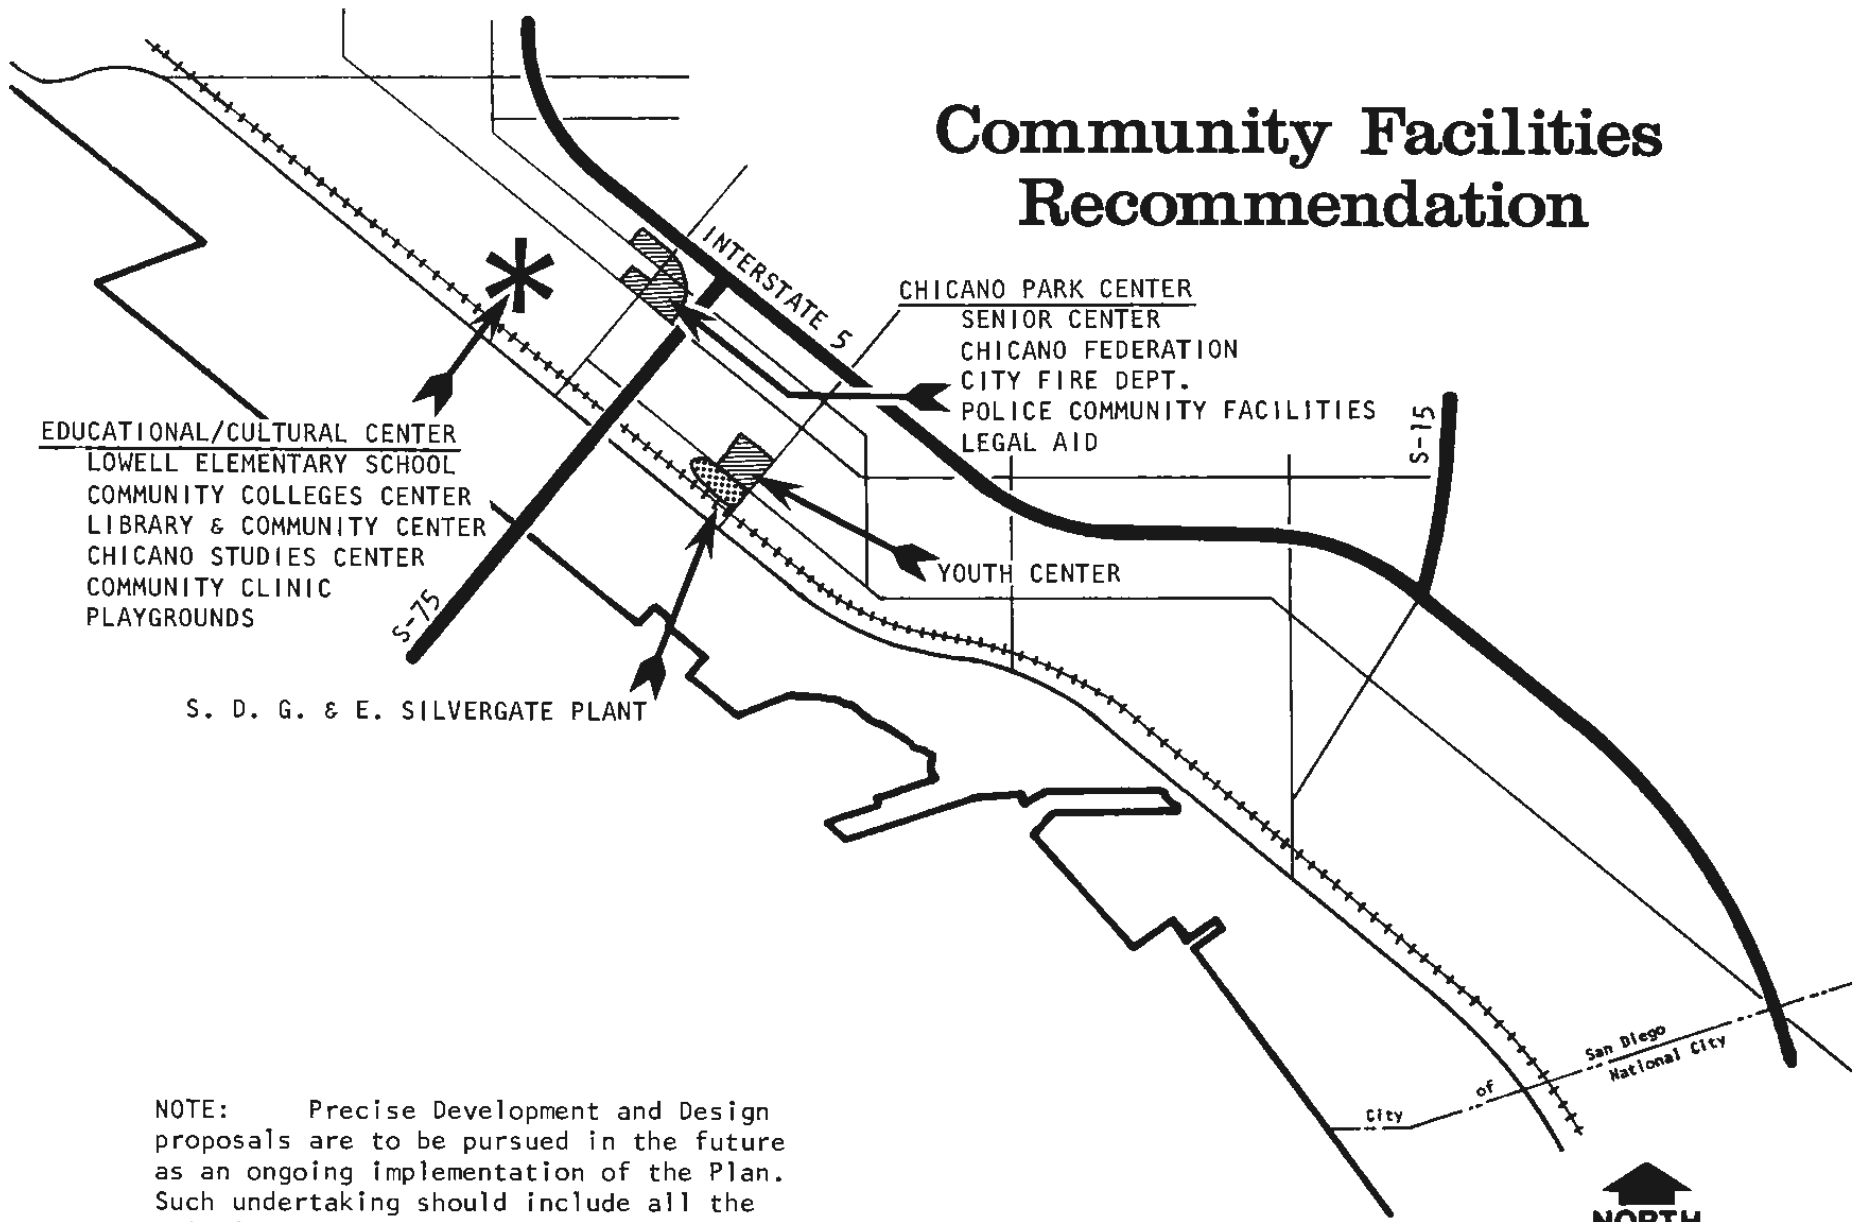 Community Facilities
Recommendation
INTERSTATE 5
CHICANO PARK CENTER
SENIOR CENTER
CHICANO FEDERATION
CITY FIRE DEPT.
POLICE COMMUNITY FACILITIES
LEGAL AID
S-15
EDUCATIONAL/CULTURAL CENTER
LOWELL ELEMENTARY SCHOOL
COMMUNITY COLLEGES CENTER
LIBRARY & COMMUNITY CENTER
CHICANO STUDIES CENTER
COMMUNITY CLINIC
PLAYGROUNDS
S-75
YOUTH CENTER
S. D. G. & E. SILVERGATE PLANT
San Diego
City of National City
NOTE: Precise Development and Design
proposals are to be pursued in the future
as an ongoing implementation of the Plan.
Such undertaking should include all the
NORTH